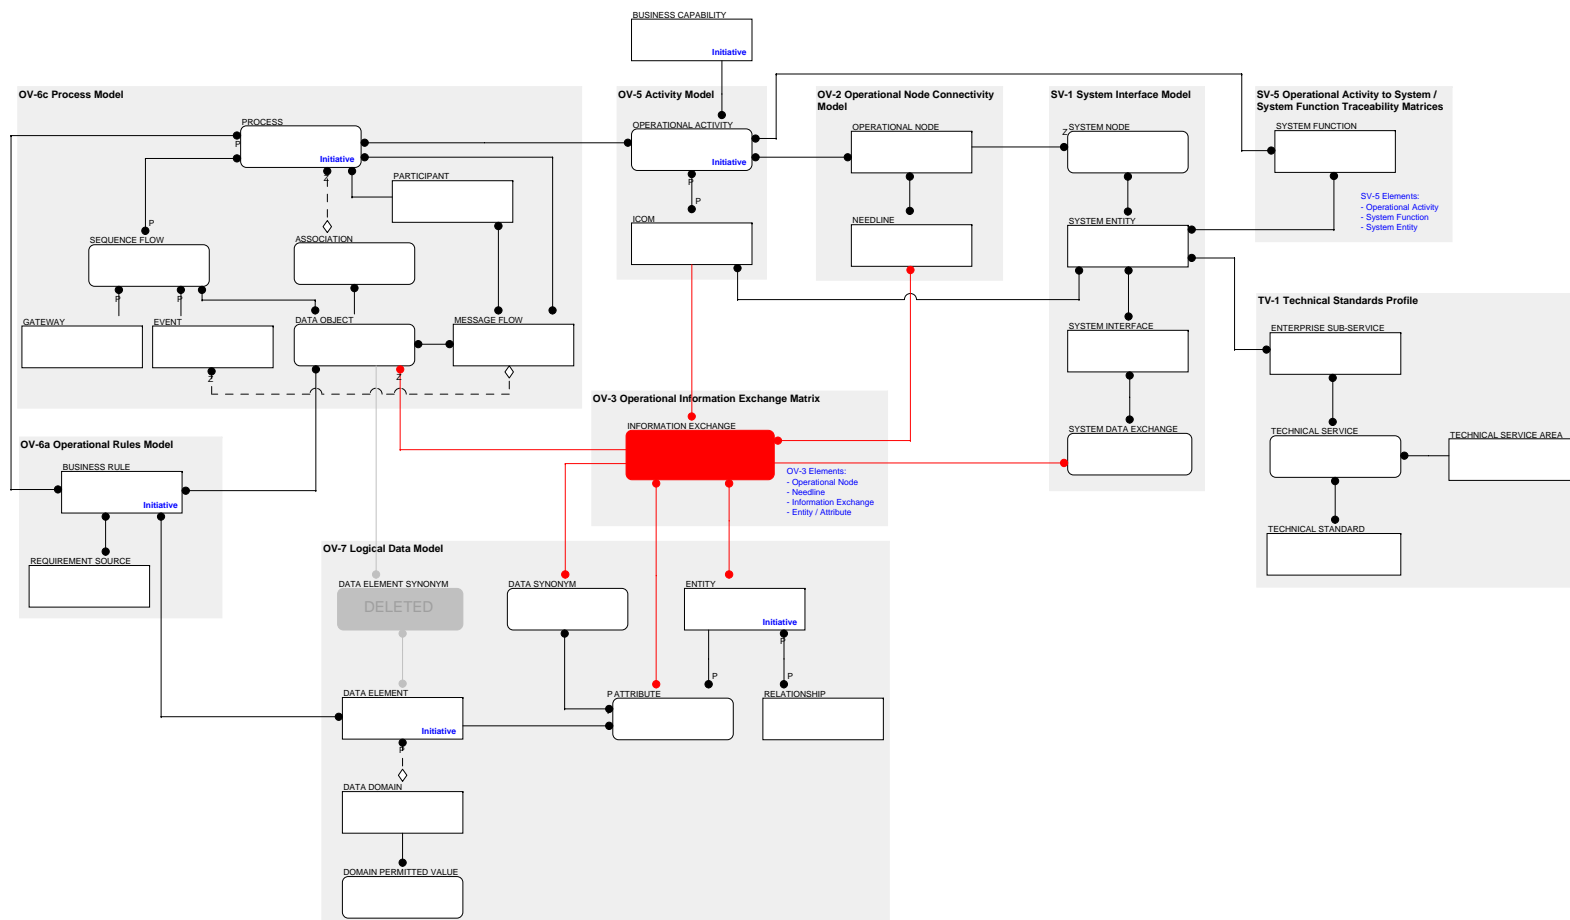 BUSINESS CAPABILITY
Initiative
OV-6c Process Model
PROCESS
P
Initiative
Z
PARTICIPANT
P
SEQUENCE FLOW
ASSOCIATION
P
P
GATEWAY
EVENT
DATA OBJECT
MESSAGE FLOW
Z
Z
OV-5 Activity Model
OPERATIONAL ACTIVITY
Initiative
P
P
ICOM
OV-2 Operational Node Connectivity
Model
OPERATIONAL NODE
NEEDLINE
SV-1 System Interface Model
Z
SYSTEM NODE
SYSTEM ENTITY
SYSTEM INTERFACE
SYSTEM DATA EXCHANGE
SV-5 Operational Activity to System /
System Function Traceability Matrices
SYSTEM FUNCTION
SV-5 Elements:
- Operational Activity
- System Function
- System Entity
TV-1 Technical Standards Profile
ENTERPRISE SUB-SERVICE
TECHNICAL SERVICE
TECHNICAL SERVICE AREA
TECHNICAL STANDARD
OV-3 Operational Information Exchange Matrix
INFORMATION EXCHANGE
OV-3 Elements:
- Operational Node
- Needline
- Information Exchange
- Entity / Attribute
OV-6a Operational Rules Model
BUSINESS RULE
Initiative
REQUIREMENT SOURCE
OV-7 Logical Data Model
DATA ELEMENT SYNONYM
DELETED
DATA SYNONYM
ENTITY
Initiative
P
P
P
DATA ELEMENT
Initiative
P ATTRIBUTE
RELATIONSHIP
P
DATA DOMAIN
DOMAIN PERMITTED VALUE